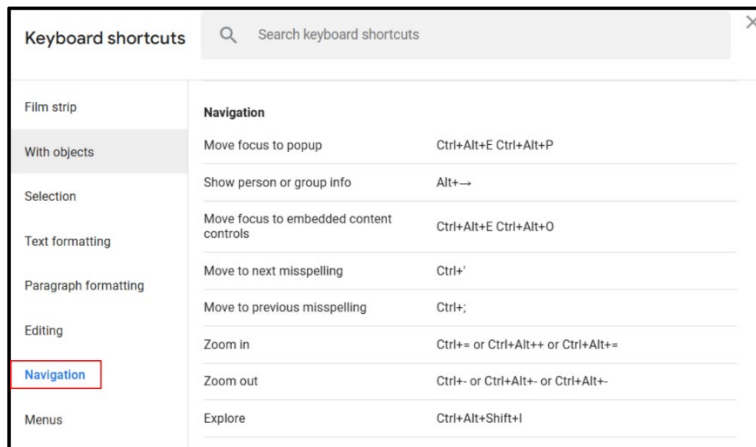 Keyboard shortcuts
Search keyboard shortcuts
Film strip
With objects
Selection
Text formatting
Paragraph formatting
Editing
Navigation
Menus
Navigation
Move focus to popup Ctrl+Alt+E Ctrl+Alt+P
Show person or group info Alt+→
Move focus to embedded content
controls Ctrl+Alt+E Ctrl+Alt+O
Move to next misspelling Ctrl+'
Move to previous misspelling Ctrl+;
Zoom in Ctrl+= or Ctrl+Alt++ or Ctrl+Alt+=
Zoom out Ctrl+- or Ctrl+Alt+- or Ctrl+Alt+-
Explore Ctrl+Alt+Shift+I